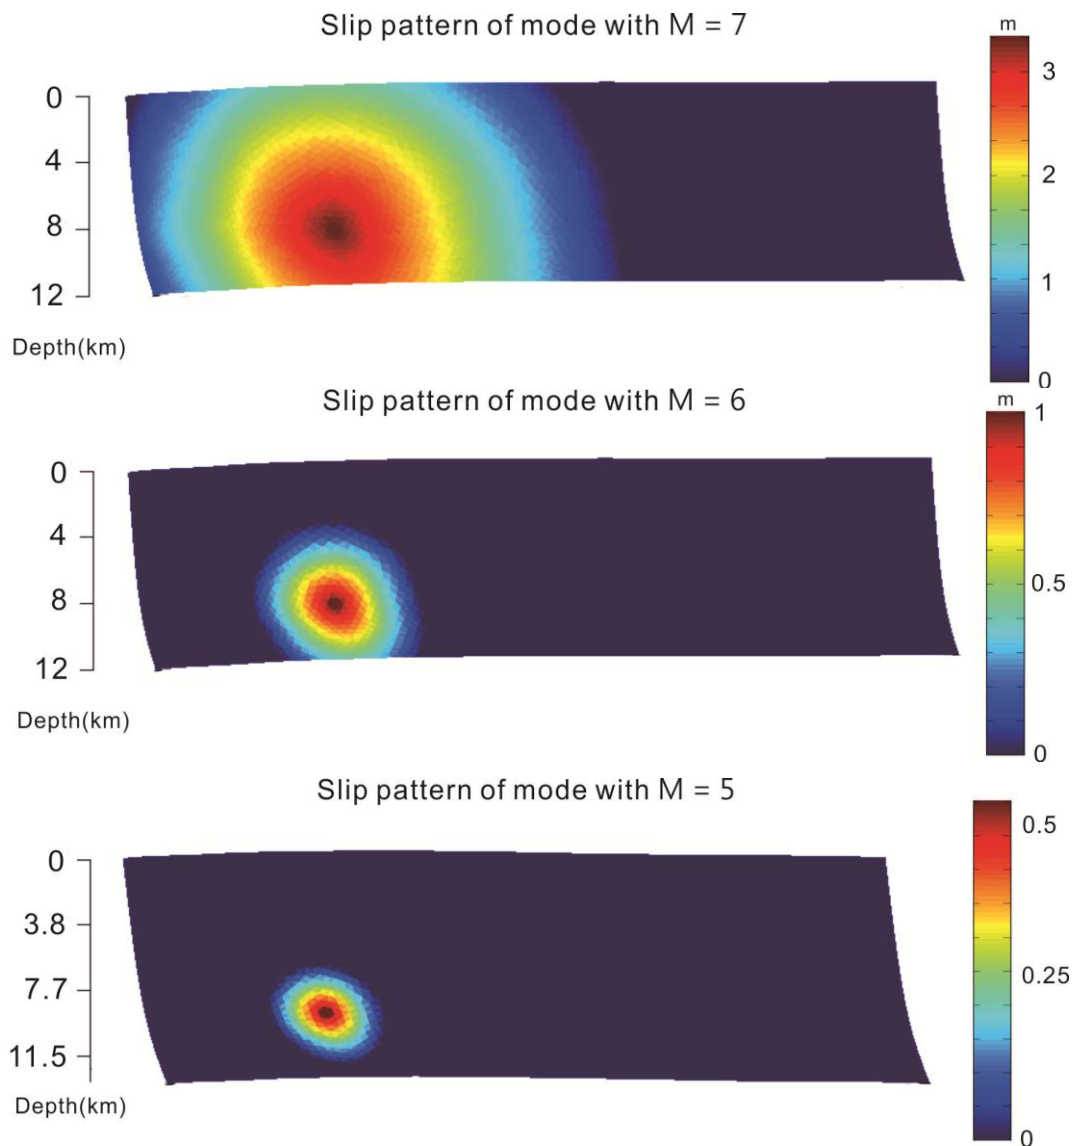 Slip pattern of mode with M = 7
m
0
4
8
12
Depth(km)
3
2
1
0
Slip pattern of mode with M = 6
m
0
4
8
12
Depth(km)
1
0.5
0
Slip pattern of mode with M = 5
0
3.8
7.7
11.5
Depth(km)
0.5
0.25
0